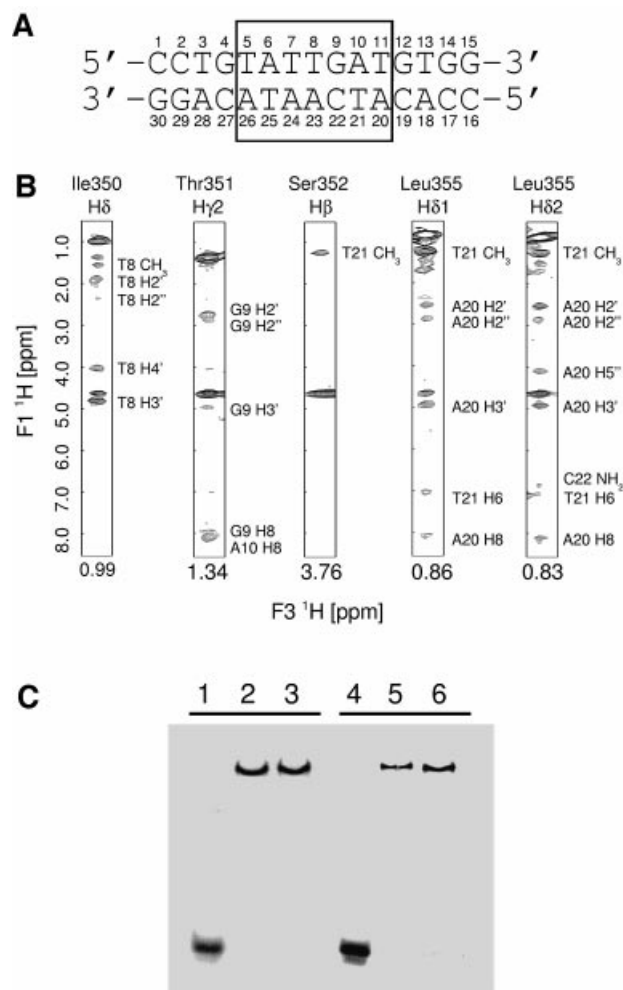 A
1 2 3 4 5 6 7 8 9 10 11 12 13 14 15
5′ -CCTGTATTGATGTGG-3′
3′ -GGACATAACTACACC-5′
30 29 28 27 26 25 24 23 22 21 20 19 18 17 16
B
Ile350 Thr351 Ser352 Leu355 Leu355
Hδ Hγ2 Hβ Hδ1 Hδ2
F1 ¹H [ppm]
1.0
2.0
3.0
4.0
5.0
6.0
7.0
8.0
T8 CH₃
T8 H2'
T8 H2''
T8 H4'
T8 H3'
0.99
G9 H2'
G9 H2''
G9 H3'
G9 H8
A10 H8
1.34
T21 CH₃
3.76
T21 CH₃
A20 H2'
A20 H2''
A20 H3'
T21 H6
A20 H8
0.86
T21 CH₃
A20 H2'
A20 H2''
A20 H5''
A20 H3'
C22 NH₂
T21 H6
A20 H8
0.83
F3 ¹H [ppm]
C
1 2 3 4 5 6